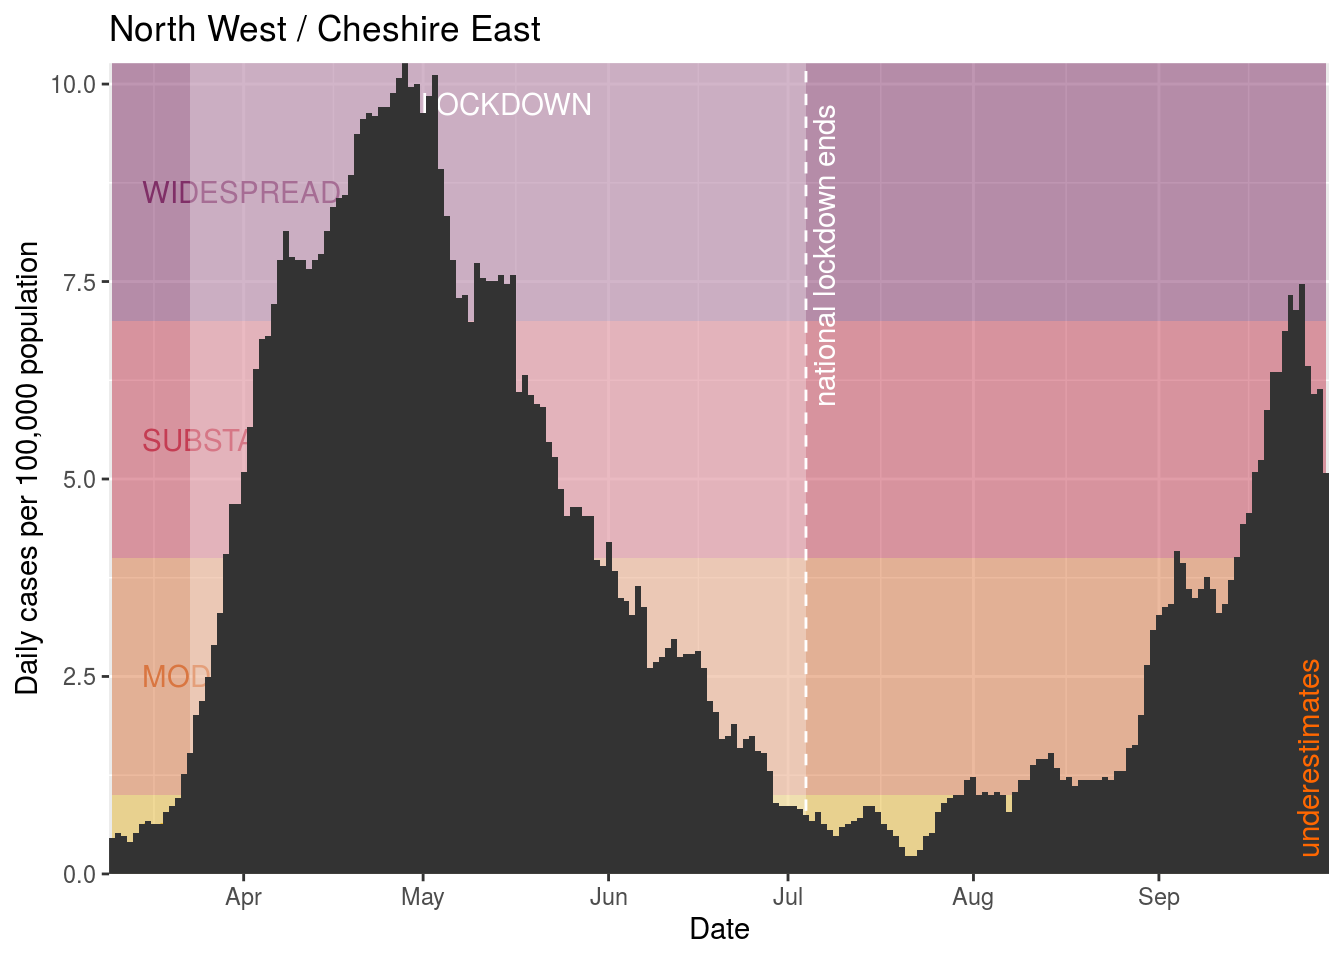 North West / Cheshire East
Daily cases per 100,000 population
10.0
7.5
5.0
2.5
0.0
LOCKDOWN
WIDESPREAD
SUBSTA
MOD
national lockdown ends
underestimates
Apr
May
Jun
Jul
Aug
Sep
Date